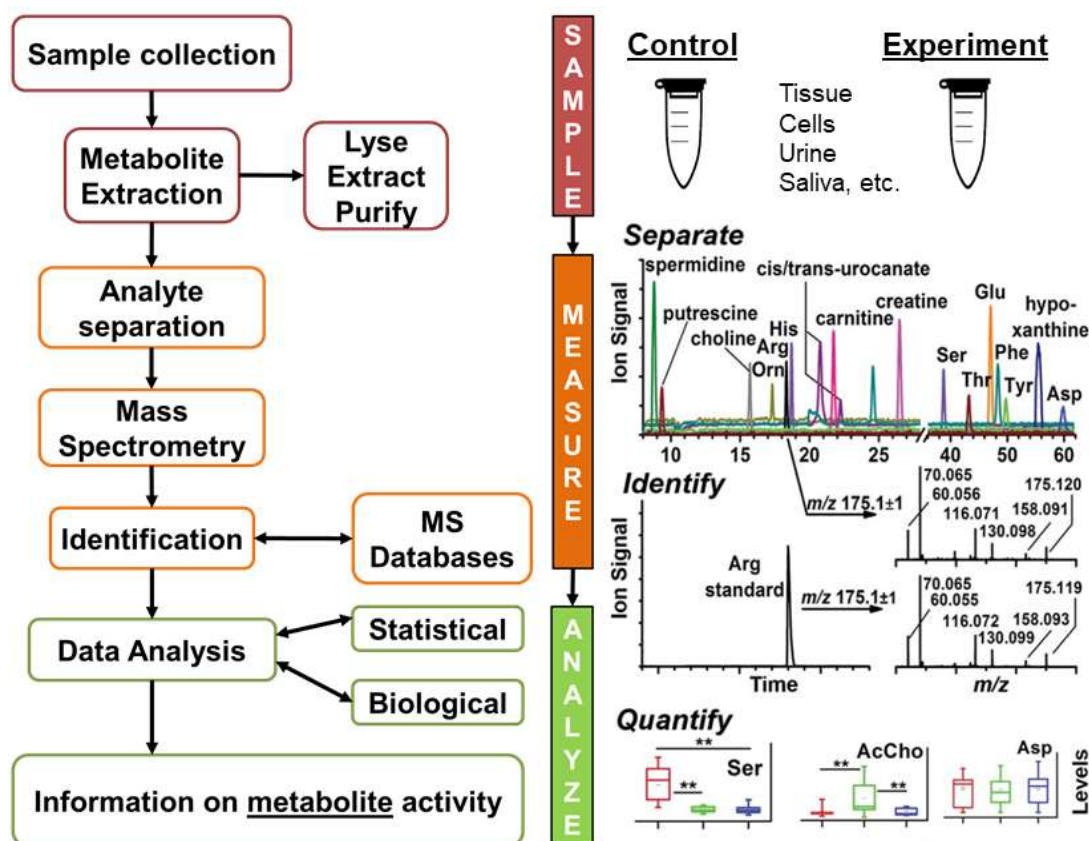 Sample collection
Metabolite
Extraction
Lyse
Extract
Purify
Analyte
separation
Mass
Spectrometry
Identification
MS
Databases
Data Analysis
Statistical
Biological
Information on metabolite activity
SAMPLE
MEASURE
ANALYZE
Control
Experiment
Tissue
Cells
Urine
Saliva, etc.
Separate
Ion Signal
spermidine
putrescine
choline
Orn
Arg
His
cis/trans-urocanate
carnitine
creatine
Ser
Thr
Glu
Phe
Tyr
hypo-
xanthine
Asp
10 15 20 25 40 50 60
Identify
Ion Signal
m/z 175.1±1
70.065
60.056
116.071
130.098
158.091
175.120
Arg
standard
m/z 175.1±1
70.065
60.055
116.072
130.099
158.093
175.119
Time
m/z
Quantify
** ** Ser
** ** AcCho
Asp
Levels